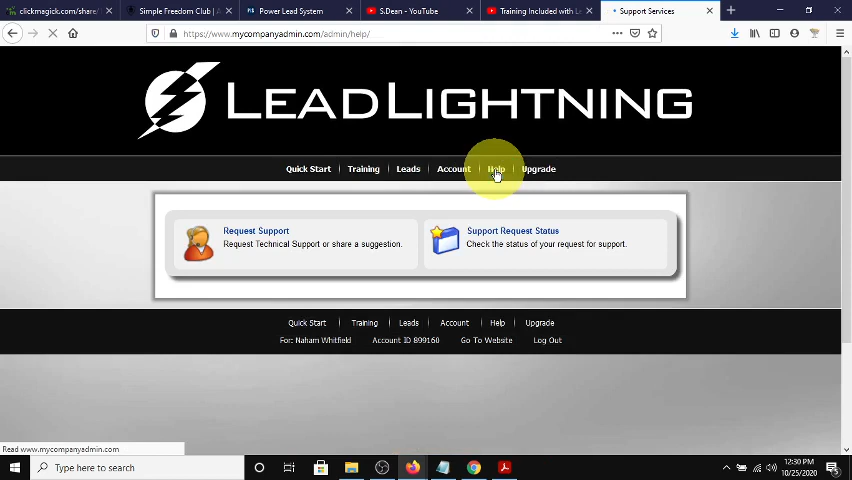 clickmagick.com/share/
Simple Freedom Club | A
Power Lead System
S.Dean - YouTube
Training Included with L
Support Services
https://www.mycompanyadmin.com/admin/help/
LEADLIGHTNING
Quick Start
Training
Leads
Account
Help
Upgrade
Request Support
Request Technical Support or share a suggestion.
Support Request Status
Check the status of your request for support.
Quick Start
Training
Leads
Account
Help
Upgrade
For: Naham Whitfield
Account ID 899160
Go To Website
Log Out
Read www.mycompanyadmin.com
Type here to search
12:30 PM
10/25/2020